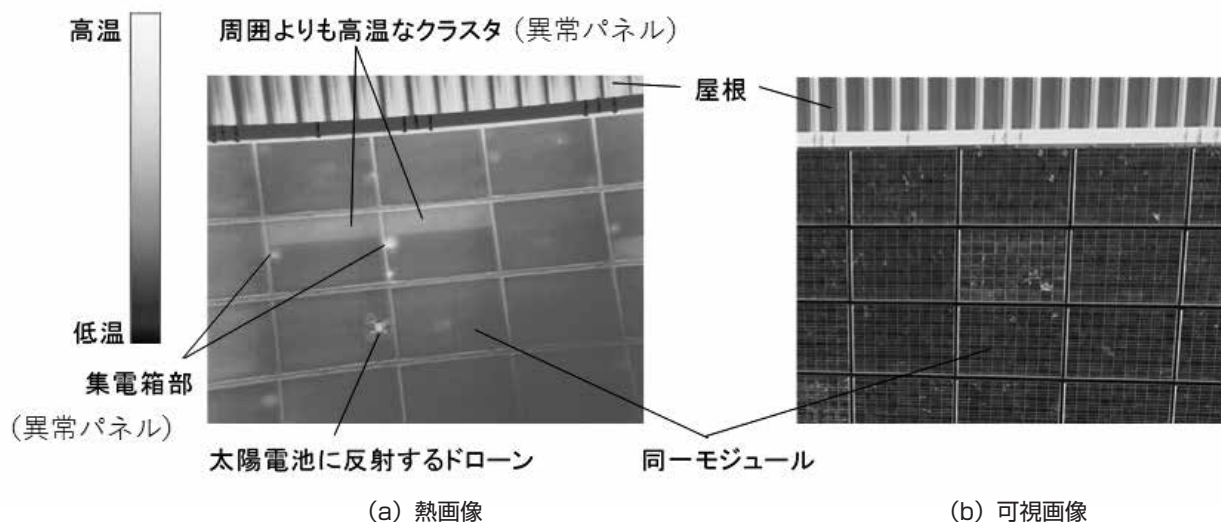 高温
周囲よりも高温なクラスタ（異常パネル）
屋根
低温
集電箱部
（異常パネル）
太陽電池に反射するドローン
同一モジュール
(a) 熱画像
(b) 可視画像